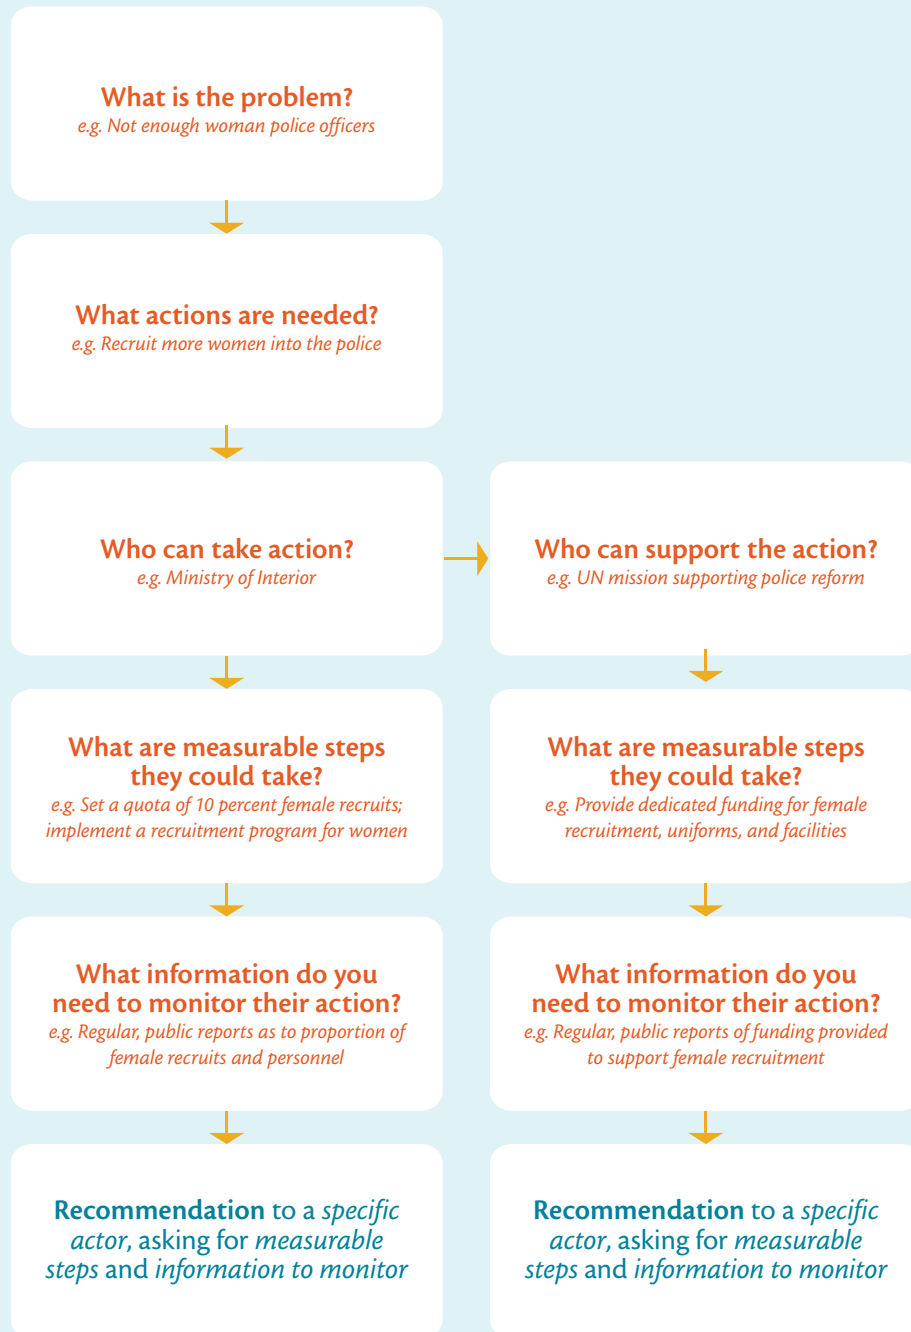 What is the problem?
e.g. Not enough woman police officers
What actions are needed?
e.g. Recruit more women into the police
Who can take action?
e.g. Ministry of Interior
Who can support the action?
e.g. UN mission supporting police reform
What are measurable steps
they could take?
e.g. Set a quota of 10 percent female recruits;
implement a recruitment program for women
What are measurable steps
they could take?
e.g. Provide dedicated funding for female
recruitment, uniforms, and facilities
What information do you
need to monitor their action?
e.g. Regular, public reports as to proportion of
female recruits and personnel
What information do you
need to monitor their action?
e.g. Regular, public reports of funding provided
to support female recruitment
Recommendation to a specific
actor, asking for measurable
steps and information to monitor
Recommendation to a specific
actor, asking for measurable
steps and information to monitor